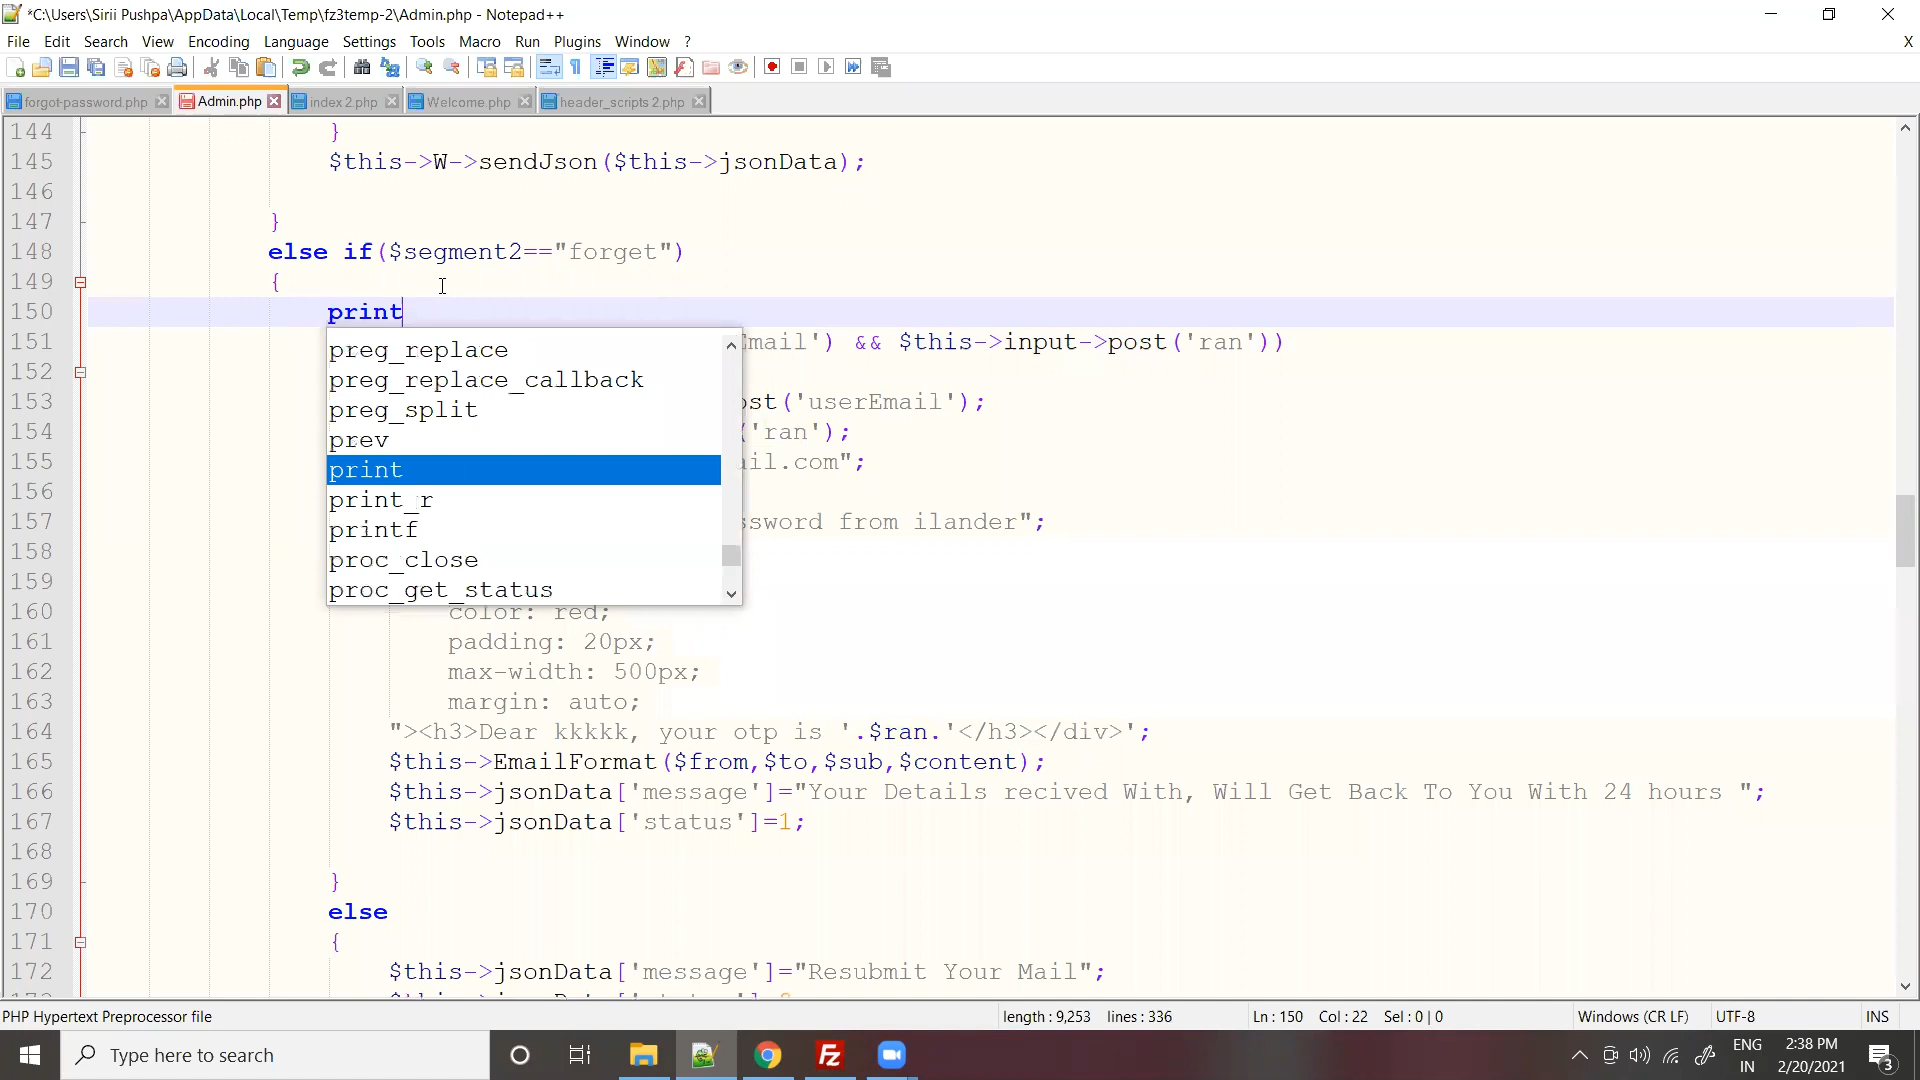 *C:\Users\Sirii Pushpa\AppData\Local\Temp\fz3temp-2\Admin.php - Notepad++
File Edit Search View Encoding Language Settings Tools Macro Run Plugins Window ? X
forgot-password.php Admin.php index 2.php Welcome.php header_scripts 2.php
144 }
145 $this->W->sendJson($this->jsonData);
146
147 }
148 else if($segment2=="forget")
149 {
150 print
151 mail') && $this->input->post('ran'))
152
153 ost('userEmail');
154 ('ran');
155 ail.com";
156
157 ssword from ilander";
158
159
160 color: red;
161 padding: 20px;
162 max-width: 500px;
163 margin: auto;
164 "><h3>Dear kkkkk, your otp is '.$ran.'</h3></div>';
165 $this->EmailFormat($from,$to,$sub,$content);
166 $this->jsonData['message']="Your Details recived With, Will Get Back To You With 24 hours ";
167 $this->jsonData['status']=1;
168
169 }
170 else
171 {
172 $this->jsonData['message']="Resubmit Your Mail";
preg_replace
preg_replace_callback
preg_split
prev
print
print_r
printf
proc_close
proc_get_status
PHP Hypertext Preprocessor file length : 9,253 lines : 336 Ln : 150 Col : 22 Sel : 0 | 0 Windows (CR LF) UTF-8 INS
Type here to search
ENG
IN
2:38 PM
2/20/2021
3